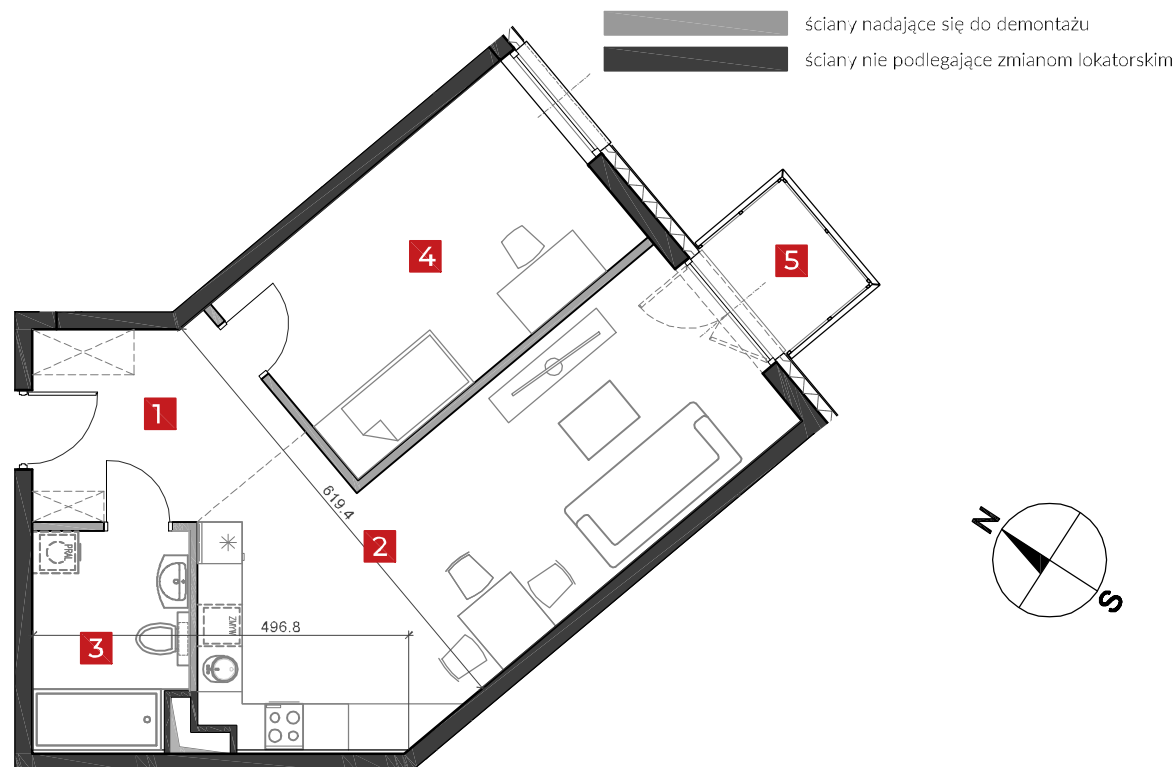 ściany nadające się do demontażu
ściany nie podlegające zmianom lokatorskim
4
5
1
619.4
2
PRAL
ZMYW
496.8
3
N
S